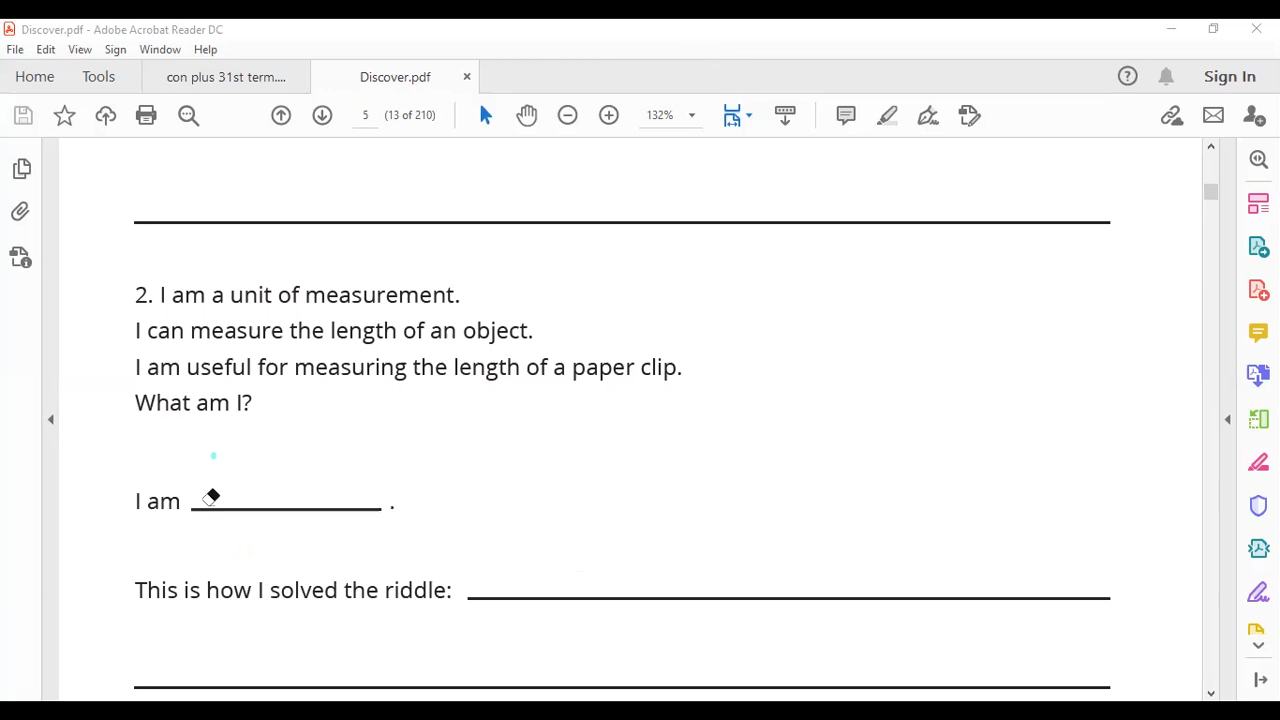 Discover.pdf - Adobe Acrobat Reader DC
File Edit View Sign Window Help
Home Tools con plus 31st term.... Discover.pdf × Sign In
5 (13 of 210) 132%
2. I am a unit of measurement.
I can measure the length of an object.
I am useful for measuring the length of a paper clip.
What am I?
I am ____________ .
This is how I solved the riddle: